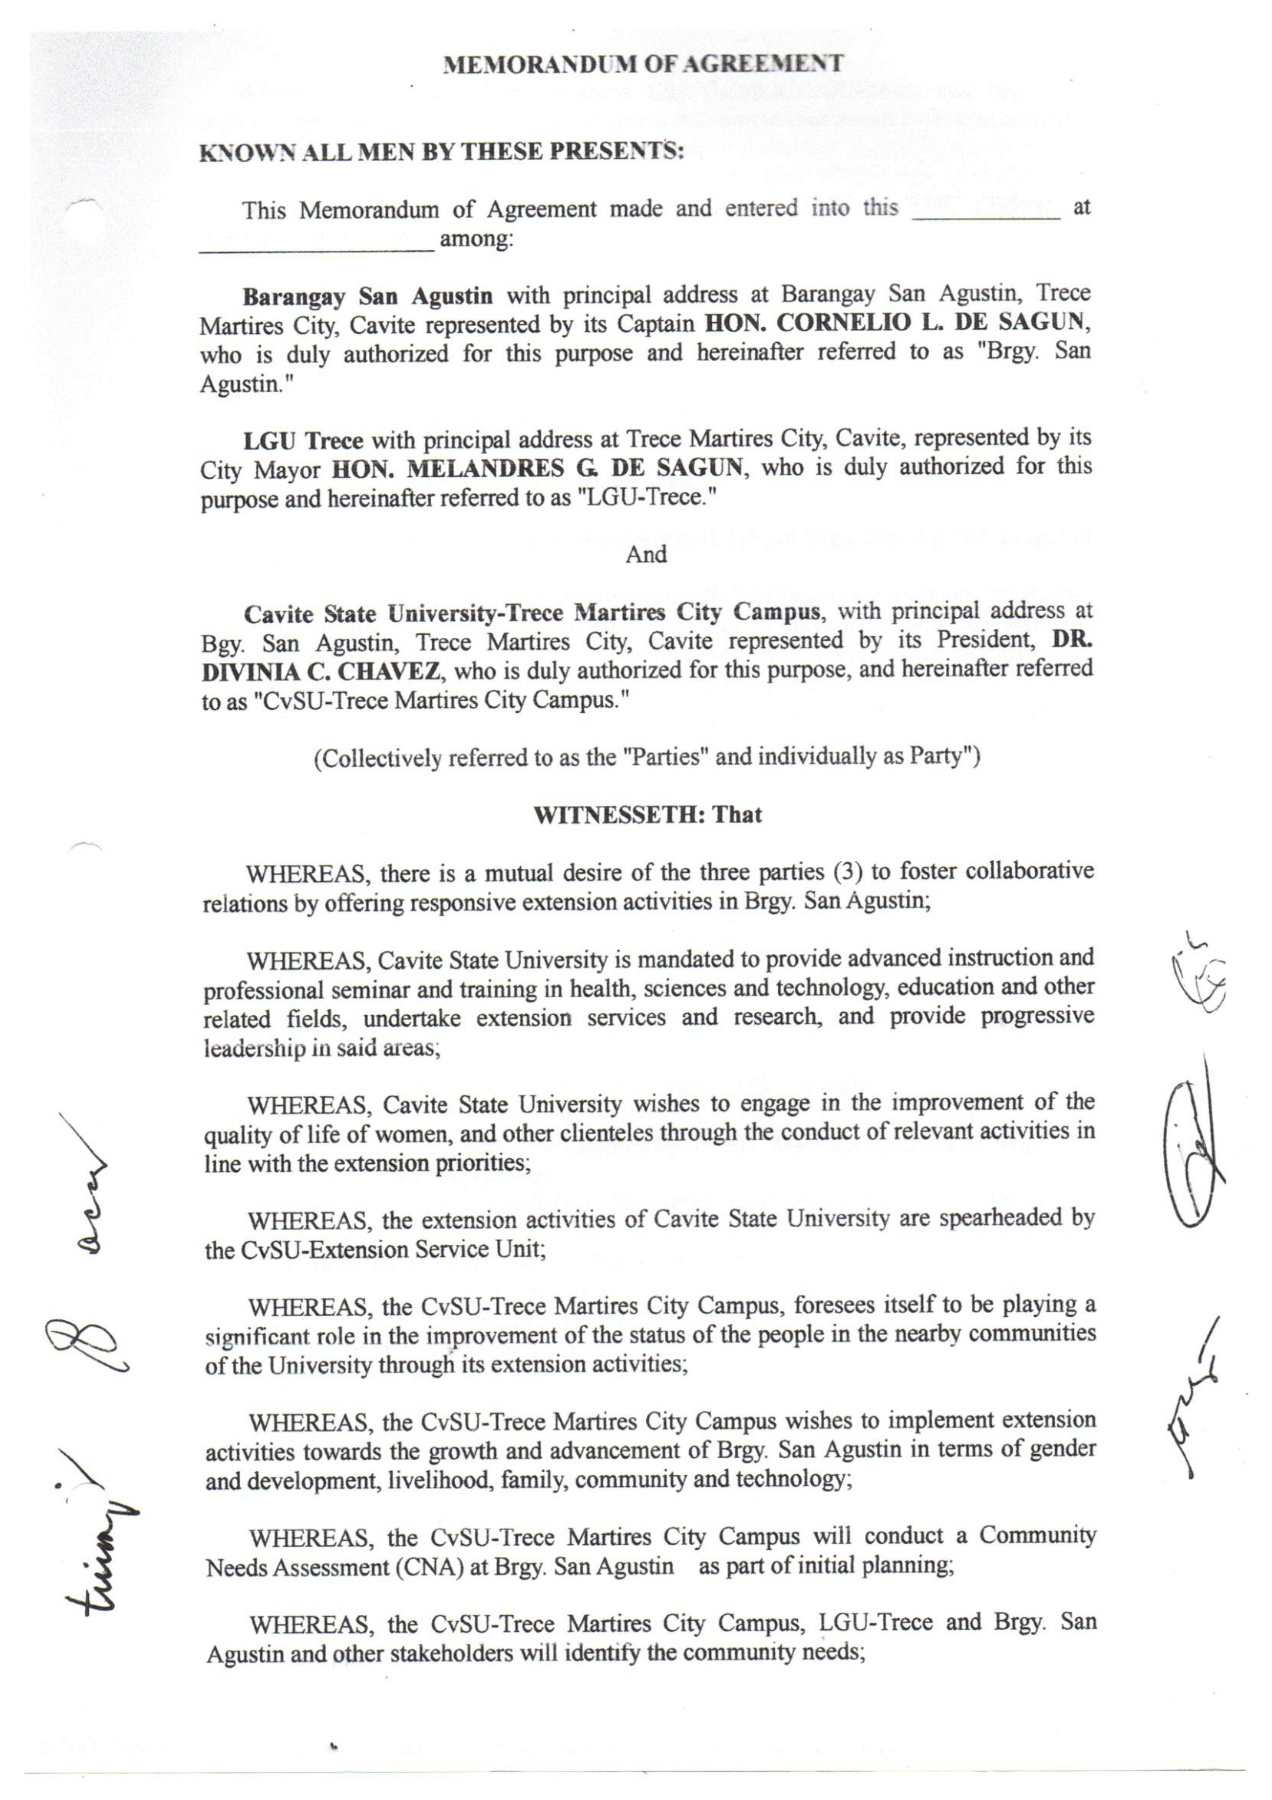 MEMORANDUM OF AGREEMENT
KNOWN ALL MEN BY THESE PRESENTS:
This Memorandum of Agreement made and entered into this ____________ at
___________________ among:
Barangay San Agustin with principal address at Barangay San Agustin, Trece
Martires City, Cavite represented by its Captain HON. CORNELIO L. DE SAGUN,
who is duly authorized for this purpose and hereinafter referred to as "Brgy. San
Agustin."
LGU Trece with principal address at Trece Martires City, Cavite, represented by its
City Mayor HON. MELANDRES G. DE SAGUN, who is duly authorized for this
purpose and hereinafter referred to as "LGU-Trece."
And
Cavite State University-Trece Martires City Campus, with principal address at
Bgy. San Agustin, Trece Martires City, Cavite represented by its President, DR.
DIVINIA C. CHAVEZ, who is duly authorized for this purpose, and hereinafter referred
to as "CvSU-Trece Martires City Campus."
(Collectively referred to as the "Parties" and individually as Party")
WITNESSETH: That
WHEREAS, there is a mutual desire of the three parties (3) to foster collaborative
relations by offering responsive extension activities in Brgy. San Agustin;
WHEREAS, Cavite State University is mandated to provide advanced instruction and
professional seminar and training in health, sciences and technology, education and other
related fields, undertake extension services and research, and provide progressive
leadership in said areas;
WHEREAS, Cavite State University wishes to engage in the improvement of the
quality of life of women, and other clienteles through the conduct of relevant activities in
line with the extension priorities;
WHEREAS, the extension activities of Cavite State University are spearheaded by
the CvSU-Extension Service Unit;
WHEREAS, the CvSU-Trece Martires City Campus, foresees itself to be playing a
significant role in the improvement of the status of the people in the nearby communities
of the University through its extension activities;
WHEREAS, the CvSU-Trece Martires City Campus wishes to implement extension
activities towards the growth and advancement of Brgy. San Agustin in terms of gender
and development, livelihood, family, community and technology;
WHEREAS, the CvSU-Trece Martires City Campus will conduct a Community
Needs Assessment (CNA) at Brgy. San Agustin as part of initial planning;
WHEREAS, the CvSU-Trece Martires City Campus, LGU-Trece and Brgy. San
Agustin and other stakeholders will identify the community needs;